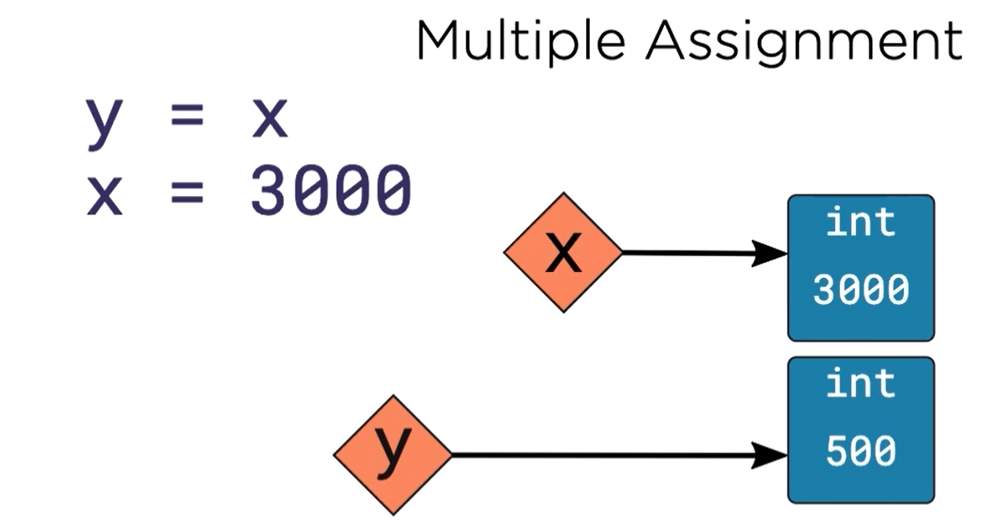 Multiple Assignment
y = x
x = 3000
x
int
3000
y
int
500